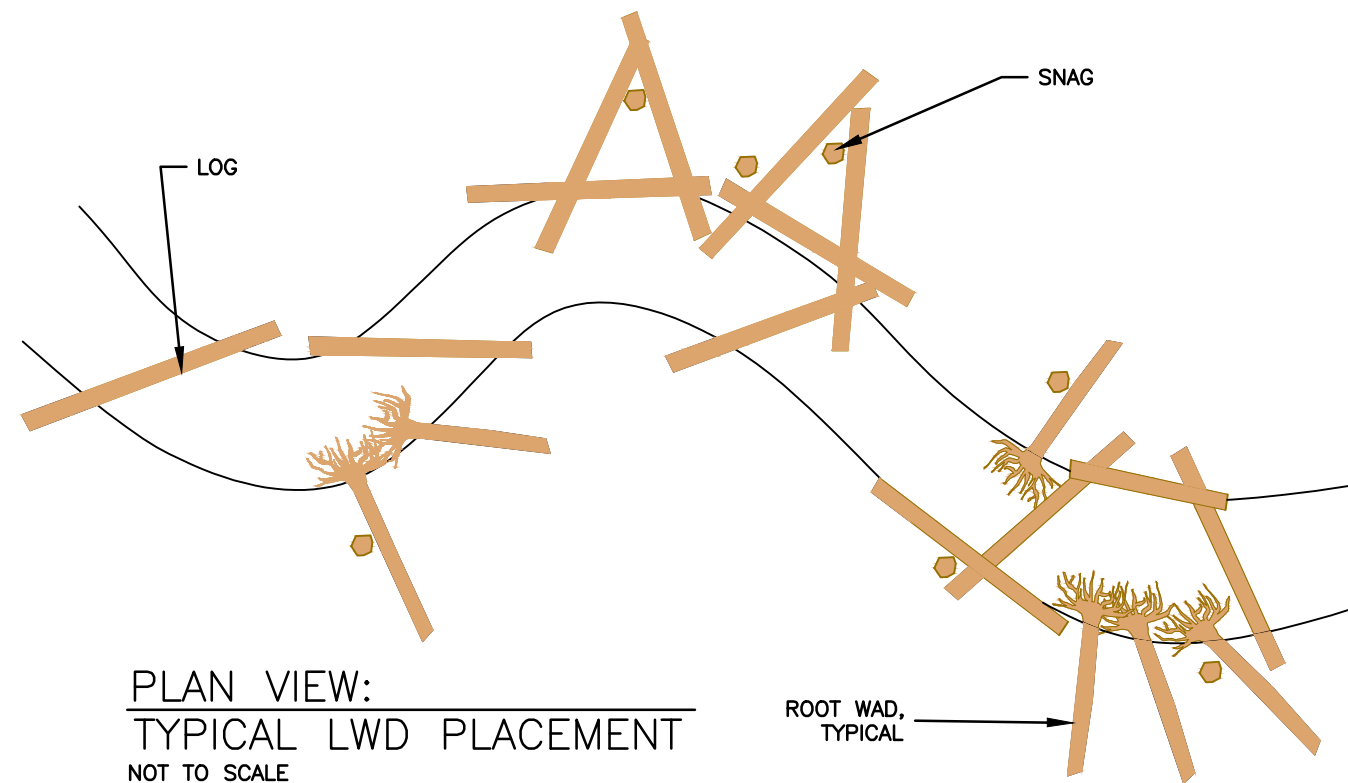 SNAG
LOG
ROOT WAD,
TYPICAL
PLAN VIEW:
TYPICAL LWD PLACEMENT
NOT TO SCALE